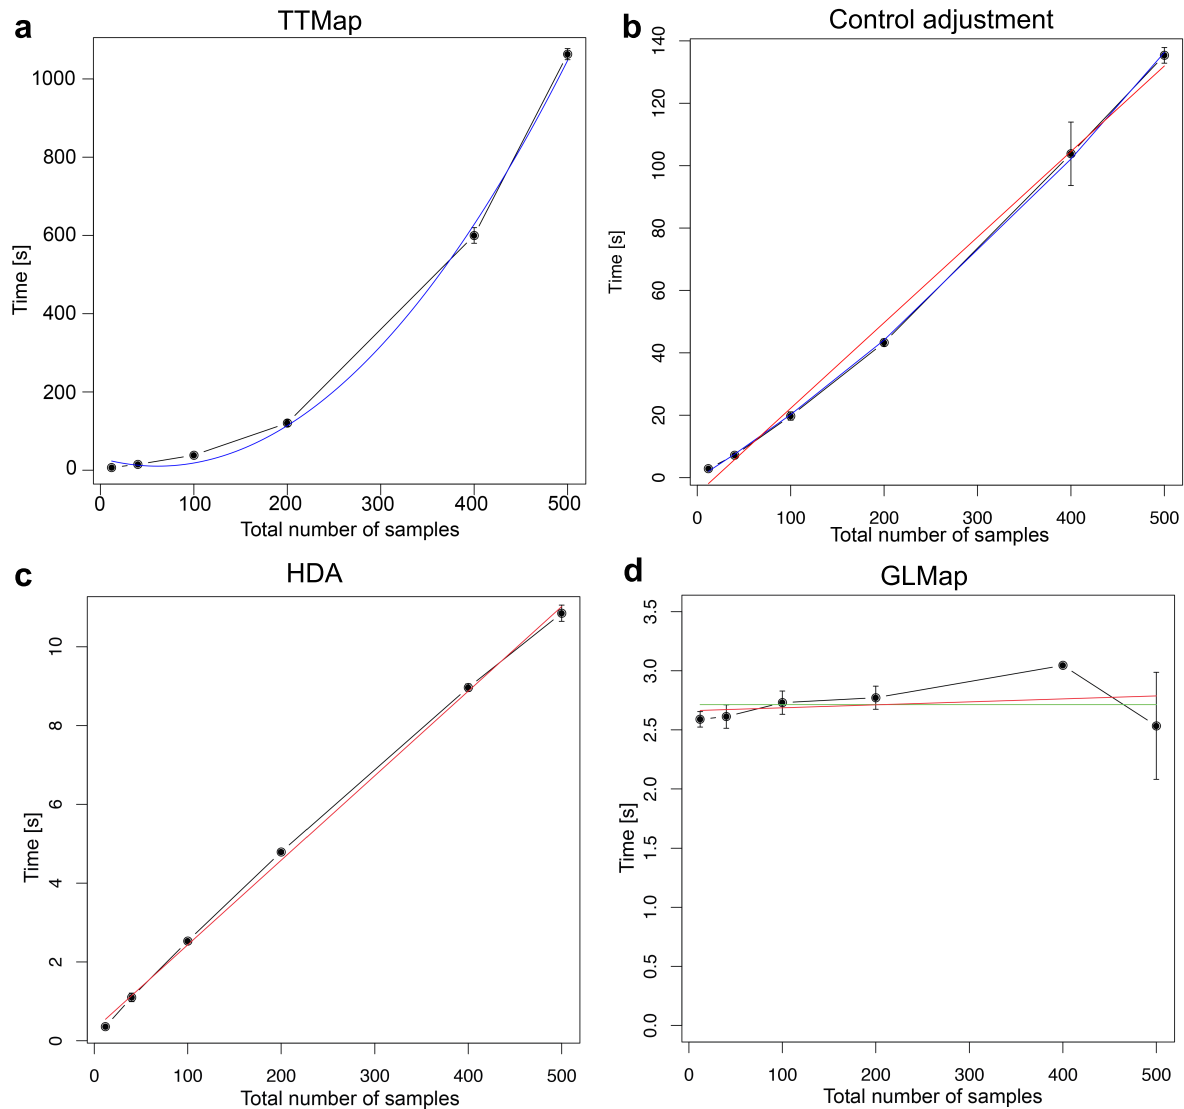 a
TTMap
Time [s]
1000
800
600
400
200
0
0 100 200 300 400 500
Total number of samples
b
Control adjustment
Time [s]
140
120
100
80
60
40
20
0
0 100 200 300 400 500
Total number of samples
c
HDA
Time [s]
10
8
6
4
2
0
0 100 200 300 400 500
Total number of samples
d
GLMap
Time [s]
3.5
3.0
2.5
2.0
1.5
1.0
0.5
0.0
0 100 200 300 400 500
Total number of samples